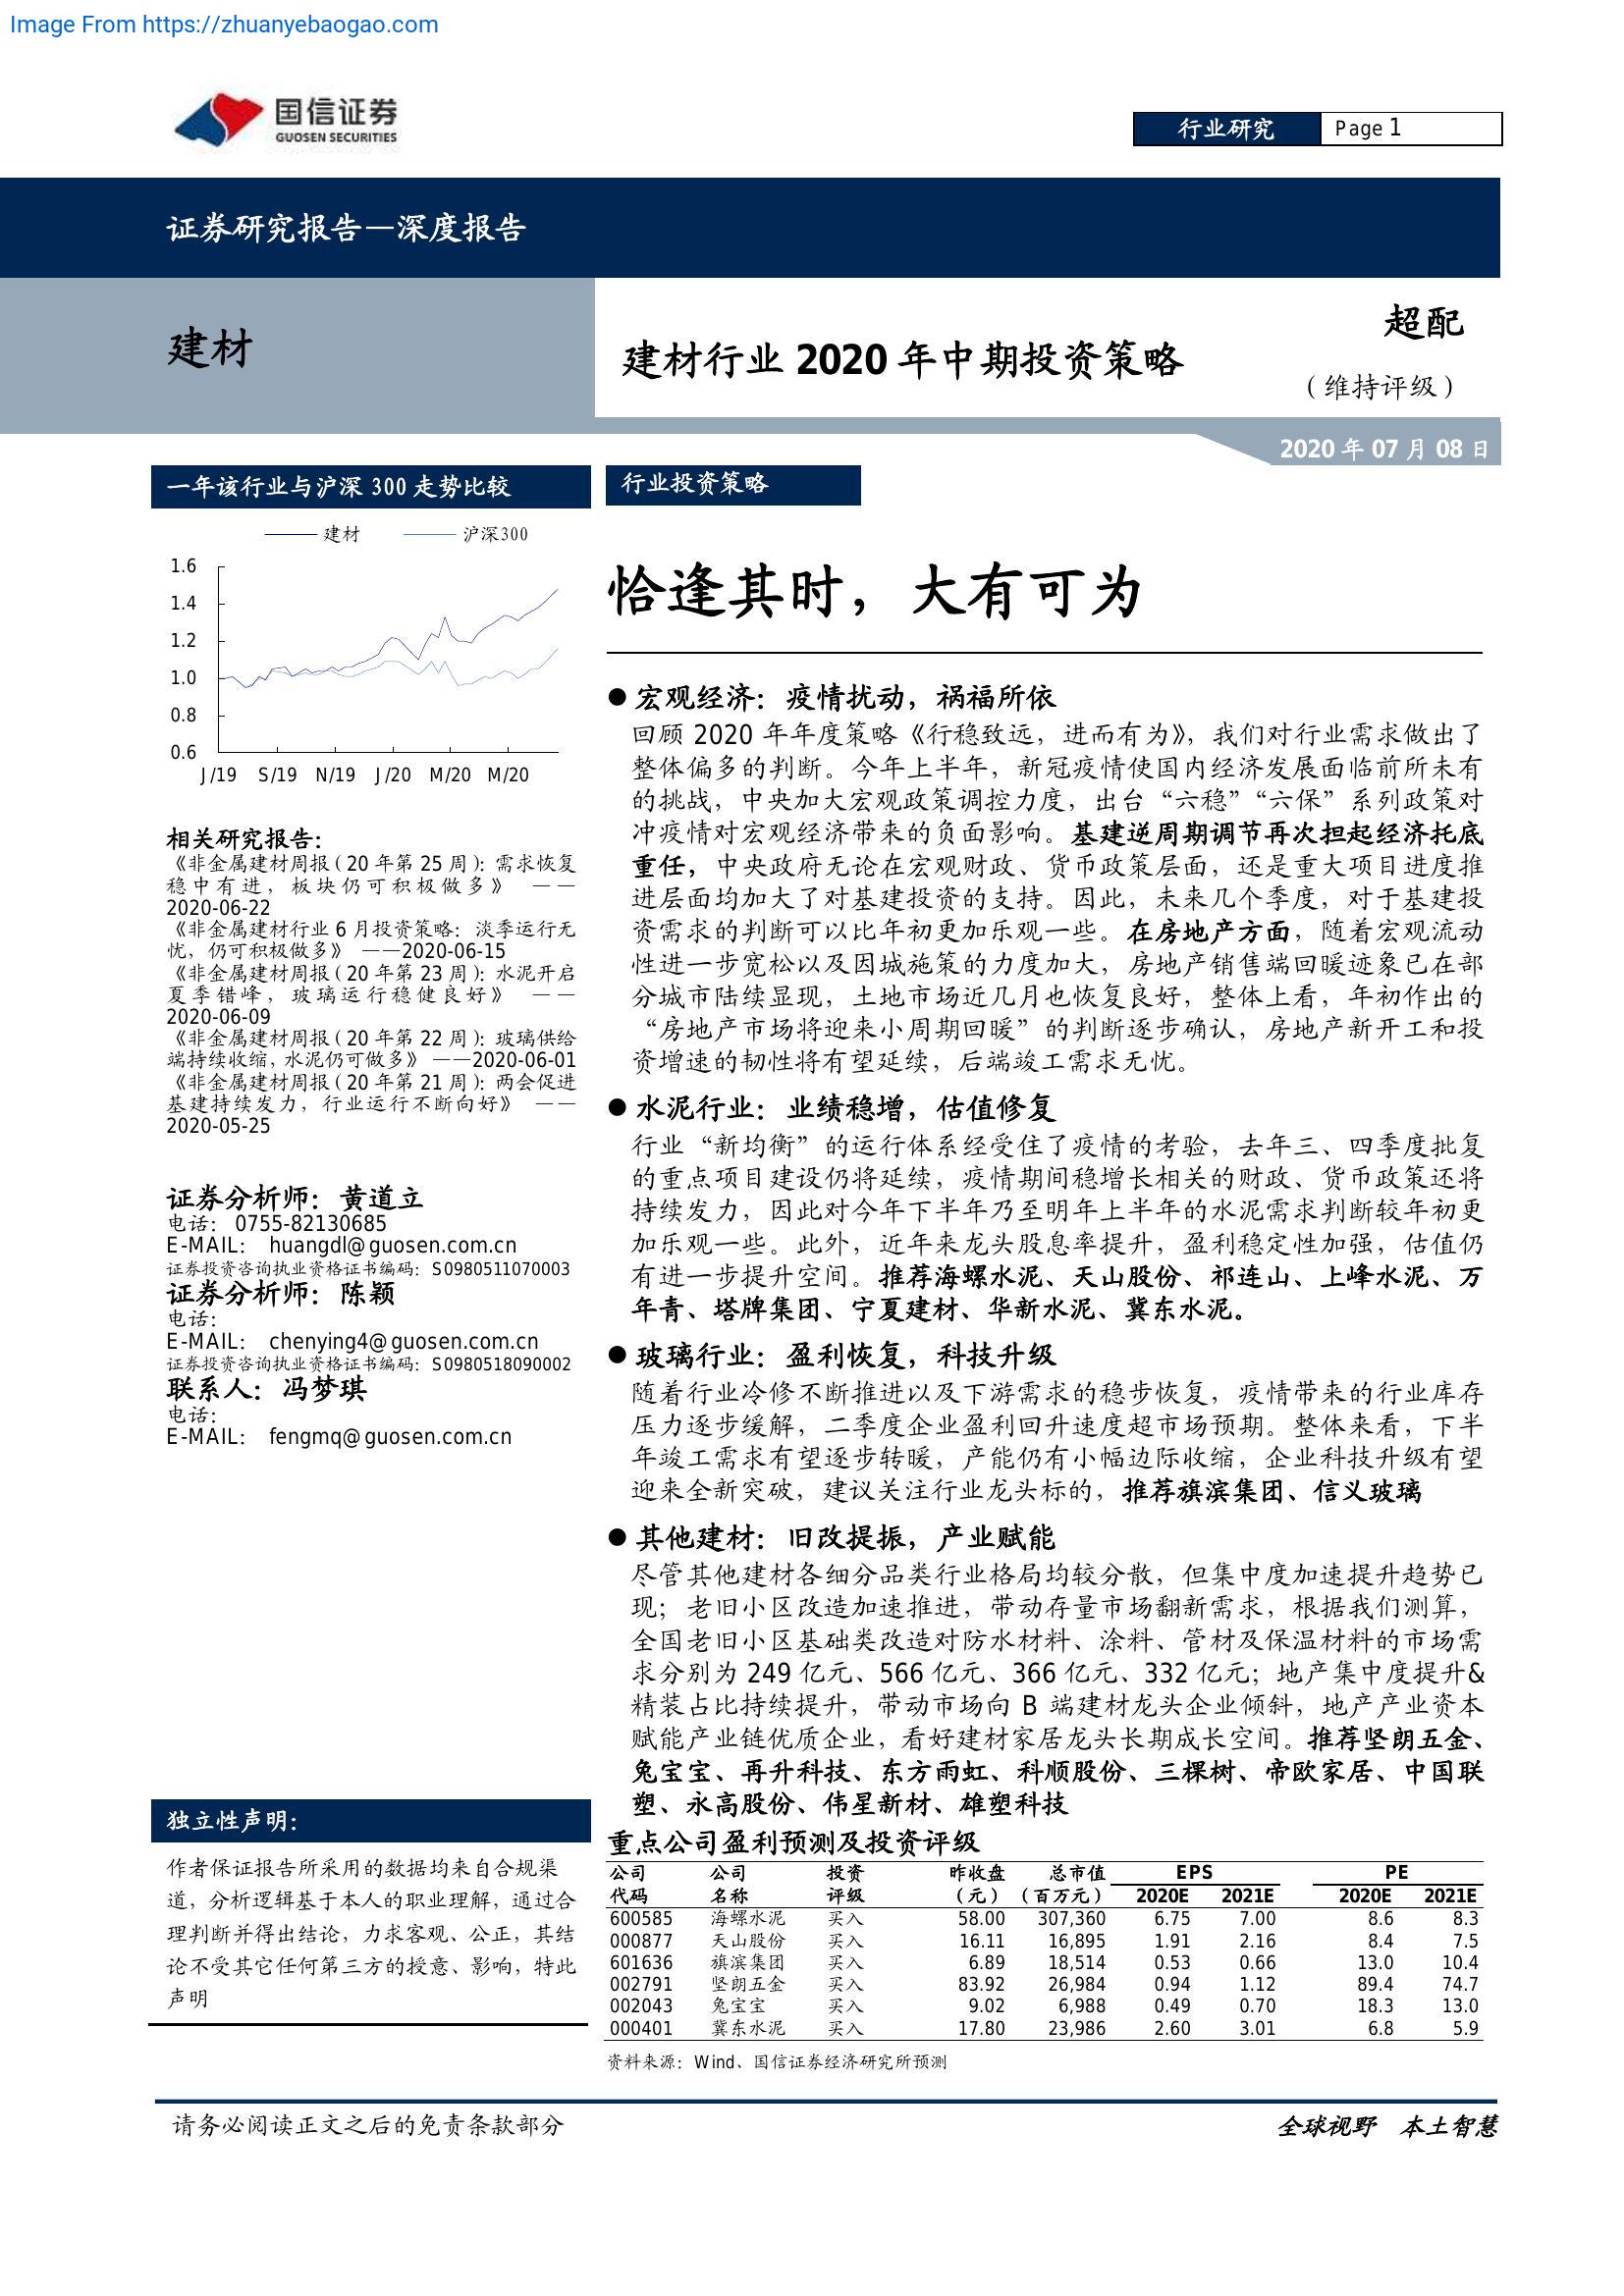 Image From https://zhuanyebaogao.com
国信证券
GUOSEN SECURITIES
行业研究
Page 1
证券研究报告—深度报告
建材
建材行业 2020 年中期投资策略
超配
（维持评级）
2020 年 07 月 08 日
一年该行业与沪深 300 走势比较
建材 沪深300
1.6
1.4
1.2
1.0
0.8
0.6
J/19 S/19 N/19 J/20 M/20 M/20
相关研究报告：
《非金属建材周报（20 年第 25 周）：需求恢复
稳中有进，板块仍可积极做多》 ——
2020-06-22
《非金属建材行业 6 月投资策略：淡季运行无
忧，仍可积极做多》 ——2020-06-15
《非金属建材周报（20 年第 23 周）：水泥开启
夏季错峰，玻璃运行稳健良好》 ——
2020-06-09
《非金属建材周报（20 年第 22 周）：玻璃供给
端持续收缩，水泥仍可做多》 ——2020-06-01
《非金属建材周报（20 年第 21 周）：两会促进
基建持续发力，行业运行不断向好》 ——
2020-05-25
证券分析师：黄道立
电话： 0755-82130685
E-MAIL： huangdl@guosen.com.cn
证券投资咨询执业资格证书编码：S0980511070003
证券分析师：陈颖
电话：
E-MAIL： chenying4@guosen.com.cn
证券投资咨询执业资格证书编码：S0980518090002
联系人：冯梦琪
电话：
E-MAIL： fengmq@guosen.com.cn
独立性声明：
作者保证报告所采用的数据均来自合规渠
道，分析逻辑基于本人的职业理解，通过合
理判断并得出结论，力求客观、公正，其结
论不受其它任何第三方的授意、影响，特此
声明
行业投资策略
恰逢其时，大有可为
● 宏观经济：疫情扰动，祸福所依
回顾 2020 年年度策略《行稳致远，进而有为》，我们对行业需求做出了
整体偏多的判断。今年上半年，新冠疫情使国内经济发展面临前所未有
的挑战，中央加大宏观政策调控力度，出台“六稳”“六保”系列政策对
冲疫情对宏观经济带来的负面影响。基建逆周期调节再次担起经济托底
重任，中央政府无论在宏观财政、货币政策层面，还是重大项目进度推
进层面均加大了对基建投资的支持。因此，未来几个季度，对于基建投
资需求的判断可以比年初更加乐观一些。在房地产方面，随着宏观流动
性进一步宽松以及因城施策的力度加大，房地产销售端回暖迹象已在部
分城市陆续显现，土地市场近几月也恢复良好，整体上看，年初作出的
“房地产市场将迎来小周期回暖”的判断逐步确认，房地产新开工和投
资增速的韧性将有望延续，后端竣工需求无忧。
● 水泥行业：业绩稳增，估值修复
行业“新均衡”的运行体系经受住了疫情的考验，去年三、四季度批复
的重点项目建设仍将延续，疫情期间稳增长相关的财政、货币政策还将
持续发力，因此对今年下半年乃至明年上半年的水泥需求判断较年初更
加乐观一些。此外，近年来龙头股息率提升，盈利稳定性加强，估值仍
有进一步提升空间。推荐海螺水泥、天山股份、祁连山、上峰水泥、万
年青、塔牌集团、宁夏建材、华新水泥、冀东水泥。
● 玻璃行业：盈利恢复，科技升级
随着行业冷修不断推进以及下游需求的稳步恢复，疫情带来的行业库存
压力逐步缓解，二季度企业盈利回升速度超市场预期。整体来看，下半
年竣工需求有望逐步转暖，产能仍有小幅边际收缩，企业科技升级有望
迎来全新突破，建议关注行业龙头标的，推荐旗滨集团、信义玻璃
● 其他建材：旧改提振，产业赋能
尽管其他建材各细分品类行业格局均较分散，但集中度加速提升趋势已
现；老旧小区改造加速推进，带动存量市场翻新需求，根据我们测算，
全国老旧小区基础类改造对防水材料、涂料、管材及保温材料的市场需
求分别为 249 亿元、566 亿元、366 亿元、332 亿元；地产集中度提升&
精装占比持续提升，带动市场向 B 端建材龙头企业倾斜，地产产业资本
赋能产业链优质企业，看好建材家居龙头长期成长空间。推荐坚朗五金、
兔宝宝、再升科技、东方雨虹、科顺股份、三棵树、帝欧家居、中国联
塑、永高股份、伟星新材、雄塑科技
重点公司盈利预测及投资评级
公司 公司 投资 昨收盘 总市值 EPS PE
代码 名称 评级 （元） （百万元） 2020E 2021E 2020E 2021E
600585 海螺水泥 买入 58.00 307,360 6.75 7.00 8.6 8.3
000877 天山股份 买入 16.11 16,895 1.91 2.16 8.4 7.5
601636 旗滨集团 买入 6.89 18,514 0.53 0.66 13.0 10.4
002791 坚朗五金 买入 83.92 26,984 0.94 1.12 89.4 74.7
002043 兔宝宝 买入 9.02 6,988 0.49 0.70 18.3 13.0
000401 冀东水泥 买入 17.80 23,986 2.60 3.01 6.8 5.9
资料来源：Wind、国信证券经济研究所预测
请务必阅读正文之后的免责条款部分
全球视野 本土智慧